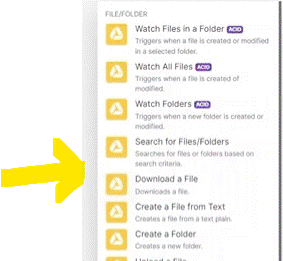 FILE/FOLDER
Watch Files in a Folder ACID
Triggers when a file is created or modified
in a selected folder.
Watch All Files ACID
Triggers when a file is created of
modified.
Watch Folders ACID
Triggers when a new folder is created or
modified.
Search for Files/Folders
Searches for files or folders based on
search criteria.
Download a File
Downloads a file.
Create a File from Text
Creates a file from a text plain.
Create a Folder
Creates a new folder.
Upload a File